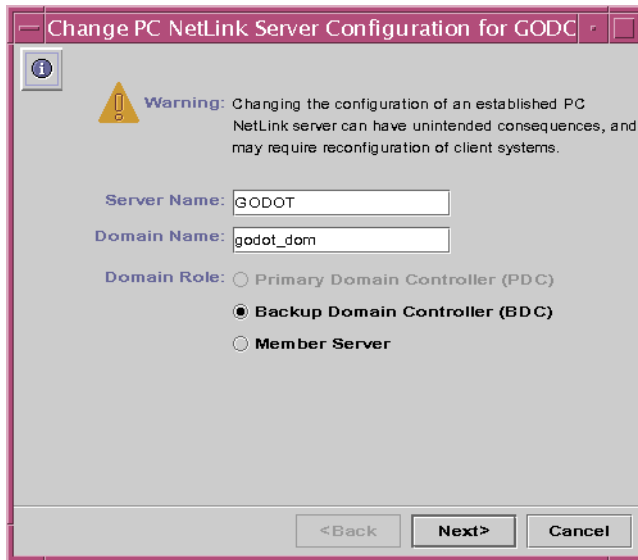 Change PC NetLink Server Configuration for GODC
Warning: Changing the configuration of an established PC
NetLink server can have unintended consequences, and
may require reconfiguration of client systems.
Server Name: GODOT
Domain Name: godot_dom
Domain Role: Primary Domain Controller (PDC)
Backup Domain Controller (BDC)
Member Server
<Back Next> Cancel